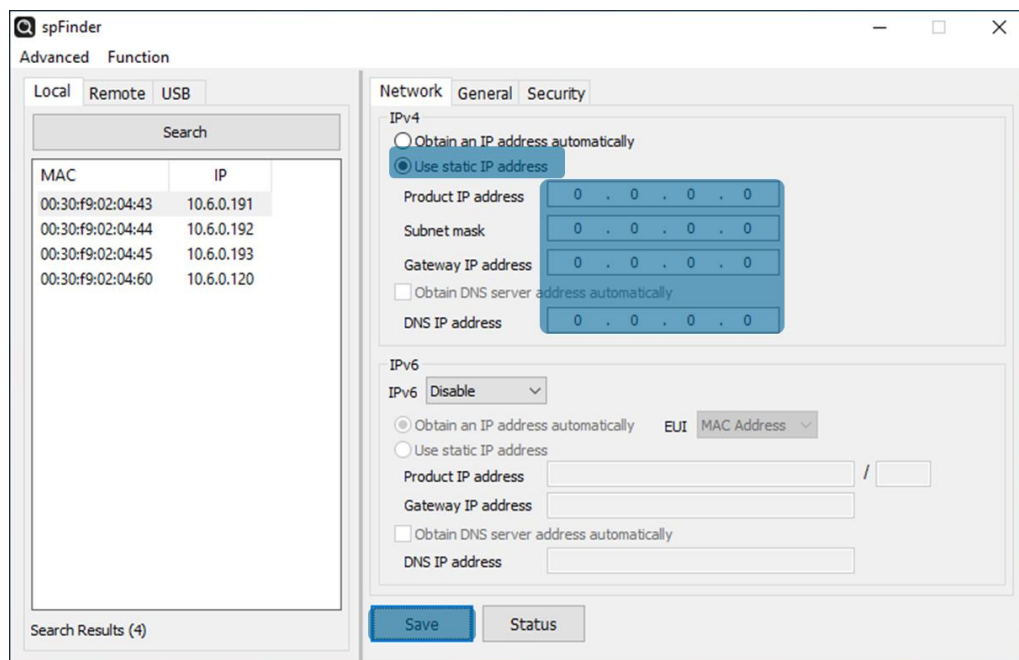 spFinder
Advanced Function
Local Remote USB
Search
MAC IP
00:30:f9:02:04:43 10.6.0.191
00:30:f9:02:04:44 10.6.0.192
00:30:f9:02:04:45 10.6.0.193
00:30:f9:02:04:60 10.6.0.120
Search Results (4)
Network General Security
IPv4
Obtain an IP address automatically
Use static IP address
Product IP address 0 . 0 . 0 . 0
Subnet mask 0 . 0 . 0 . 0
Gateway IP address 0 . 0 . 0 . 0
Obtain DNS server address automatically
DNS IP address 0 . 0 . 0 . 0
IPv6
IPv6 Disable
Obtain an IP address automatically EUI MAC Address
Use static IP address
Product IP address /
Gateway IP address
Obtain DNS server address automatically
DNS IP address
Save Status